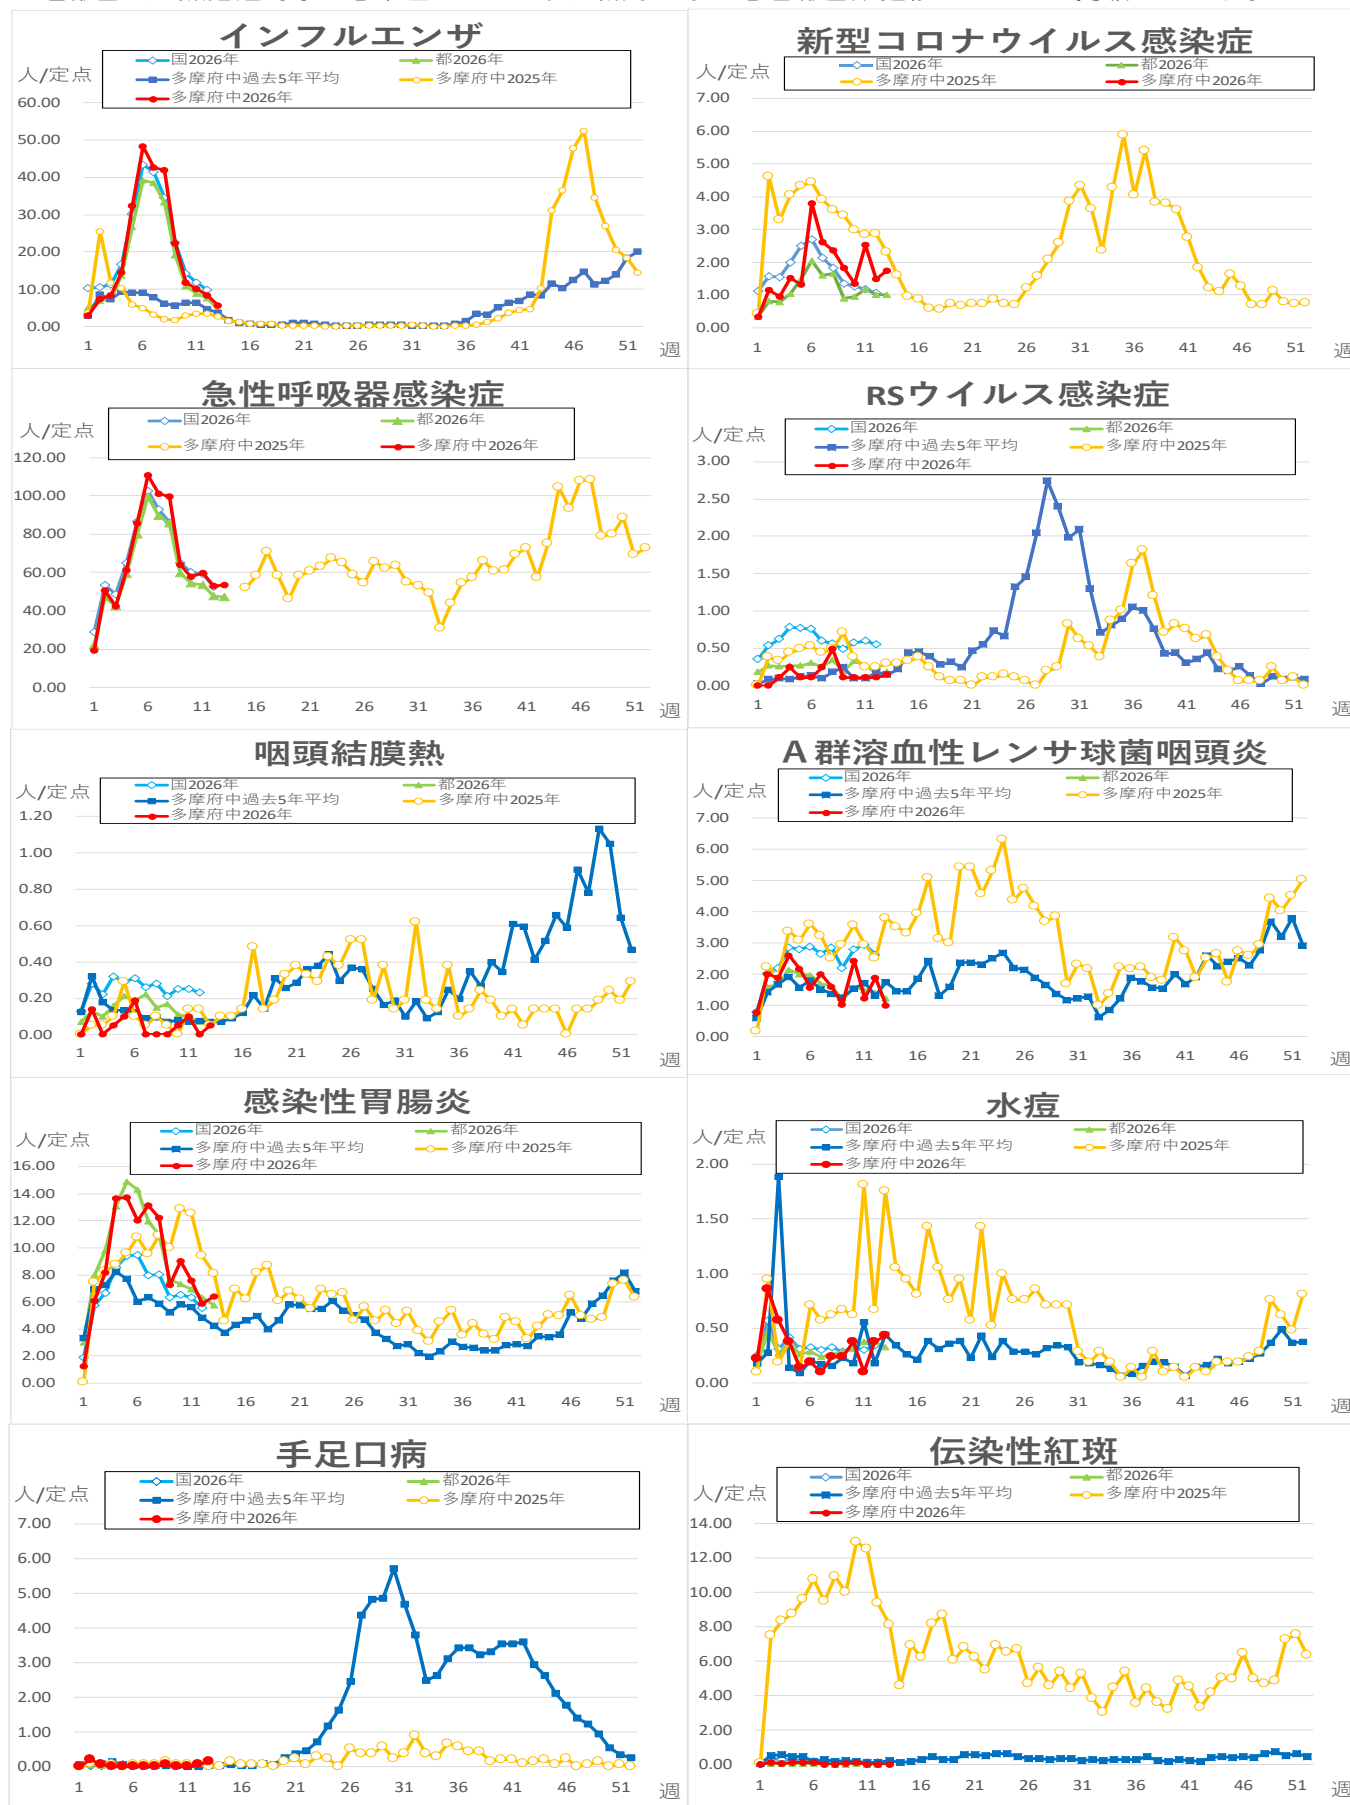 インフルエンザ
人/定点
国2026年 都2026年
多摩府中過去5年平均 多摩府中2025年
多摩府中2026年
60.00
50.00
40.00
30.00
20.00
10.00
0.00
1 6 11 16 21 26 31 36 41 46 51 週
新型コロナウイルス感染症
人/定点
国2026年 都2026年
多摩府中2025年 多摩府中2026年
7.00
6.00
5.00
4.00
3.00
2.00
1.00
0.00
1 6 11 16 21 26 31 36 41 46 51 週
急性呼吸器感染症
人/定点
国2026年 都2026年
多摩府中2025年 多摩府中2026年
120.00
100.00
80.00
60.00
40.00
20.00
0.00
1 6 11 16 21 26 31 36 41 46 51 週
RSウイルス感染症
人/定点
国2026年 都2026年
多摩府中過去5年平均 多摩府中2025年
多摩府中2026年
3.00
2.50
2.00
1.50
1.00
0.50
0.00
1 6 11 16 21 26 31 36 41 46 51 週
咽頭結膜熱
人/定点
国2026年 都2026年
多摩府中過去5年平均 多摩府中2025年
多摩府中2026年
1.20
1.00
0.80
0.60
0.40
0.20
0.00
1 6 11 16 21 26 31 36 41 46 51 週
A群溶血性レンサ球菌咽頭炎
人/定点
国2026年 都2026年
多摩府中過去5年平均 多摩府中2025年
多摩府中2026年
7.00
6.00
5.00
4.00
3.00
2.00
1.00
0.00
1 6 11 16 21 26 31 36 41 46 51 週
感染性胃腸炎
人/定点
国2026年 都2026年
多摩府中過去5年平均 多摩府中2025年
多摩府中2026年
16.00
14.00
12.00
10.00
8.00
6.00
4.00
2.00
0.00
1 6 11 16 21 26 31 36 41 46 51 週
水痘
人/定点
国2026年 都2026年
多摩府中過去5年平均 多摩府中2025年
多摩府中2026年
2.00
1.50
1.00
0.50
0.00
1 6 11 16 21 26 31 36 41 46 51 週
手足口病
人/定点
国2026年 都2026年
多摩府中過去5年平均 多摩府中2025年
多摩府中2026年
7.00
6.00
5.00
4.00
3.00
2.00
1.00
0.00
1 6 11 16 21 26 31 36 41 46 51 週
伝染性紅斑
人/定点
国2026年 都2026年
多摩府中過去5年平均 多摩府中2025年
多摩府中2026年
14.00
12.00
10.00
8.00
6.00
4.00
2.00
0.00
1 6 11 16 21 26 31 36 41 46 51 週